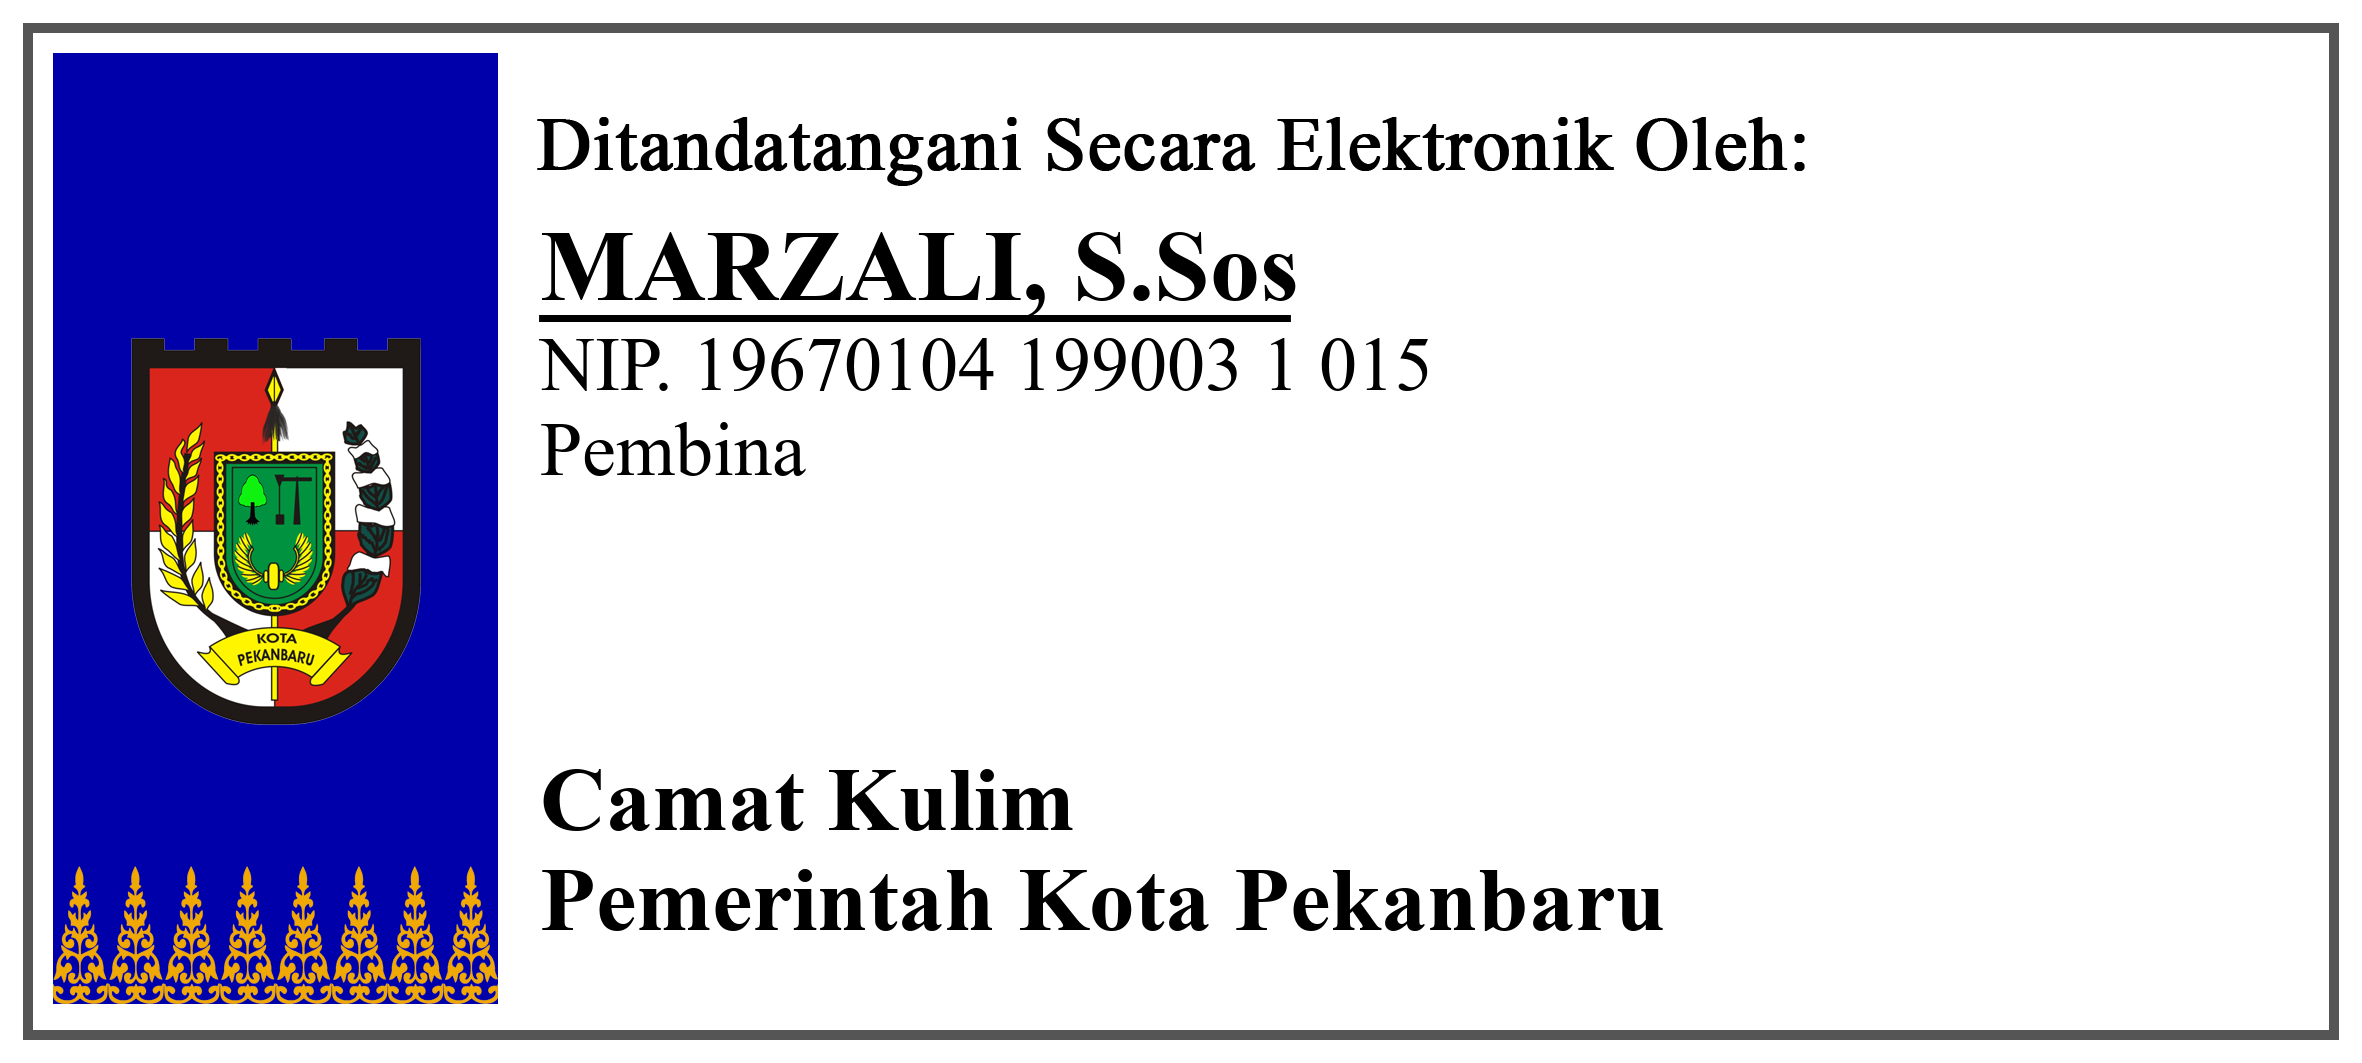 Ditandatangani Secara Elektronik Oleh:
MARZALI, S.Sos
NIP. 19670104 199003 1 015
Pembina
KOTA
PEKANBARU
Camat Kulim
Pemerintah Kota Pekanbaru